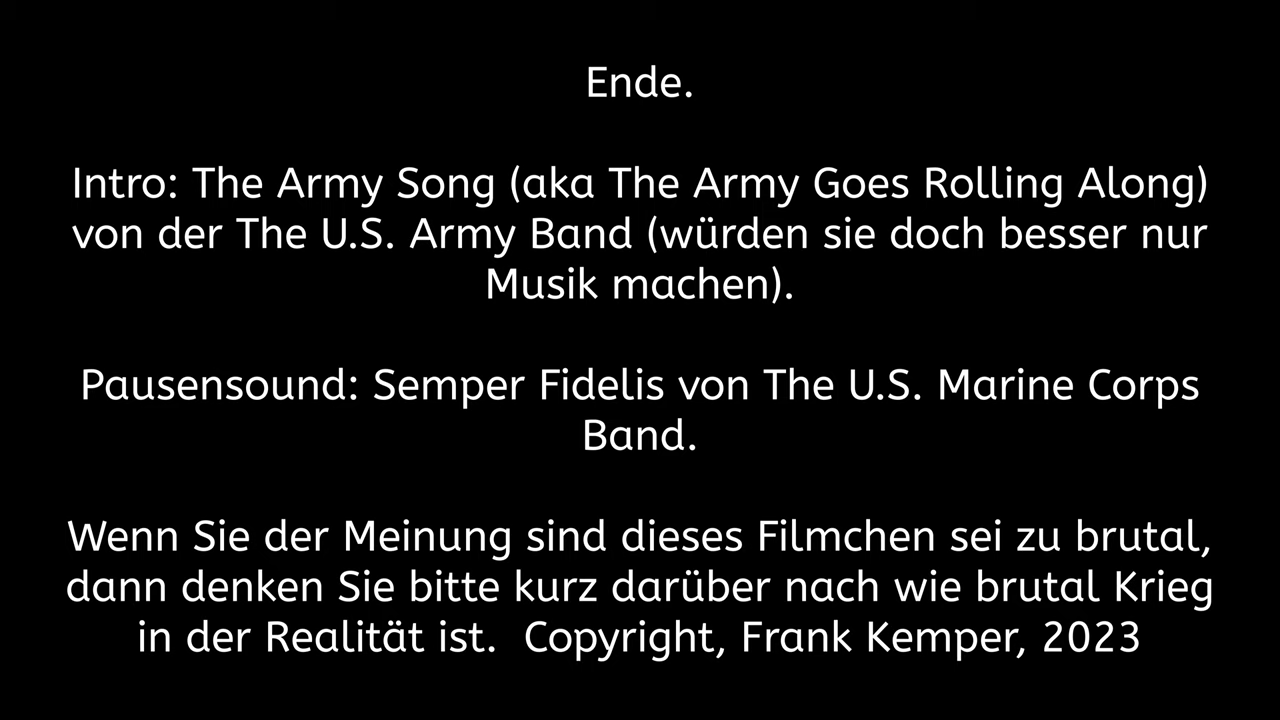 Ende.
Intro: The Army Song (aka The Army Goes Rolling Along)
von der The U.S. Army Band (würden sie doch besser nur
Musik machen).
Pausensound: Semper Fidelis von The U.S. Marine Corps
Band.
Wenn Sie der Meinung sind dieses Filmchen sei zu brutal,
dann denken Sie bitte kurz darüber nach wie brutal Krieg
in der Realität ist.  Copyright, Frank Kemper, 2023